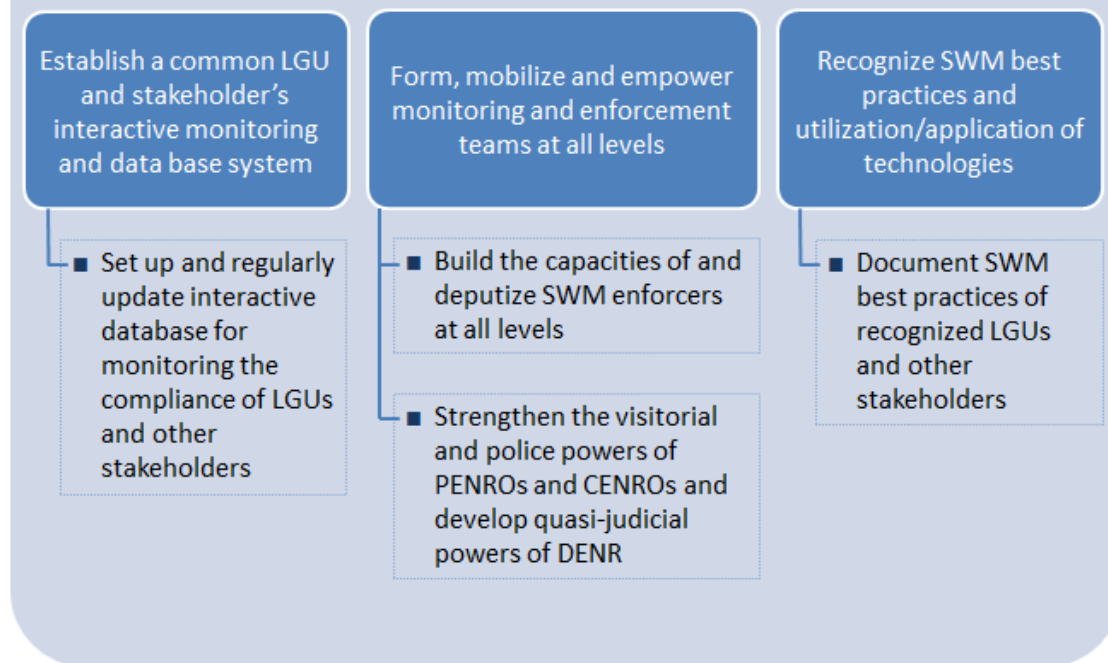 Establish a common LGU
and stakeholder's
interactive monitoring
and data base system
■ Set up and regularly
update interactive
database for
monitoring the
compliance of LGUs
and other
stakeholders
Form, mobilize and empower
monitoring and enforcement
teams at all levels
■ Build the capacities of and
deputize SWM enforcers
at all levels
■ Strengthen the visitorial
and police powers of
PENROs and CENROs and
develop quasi-judicial
powers of DENR
Recognize SWM best
practices and
utilization/application of
technologies
■ Document SWM
best practices of
recognized LGUs
and other
stakeholders